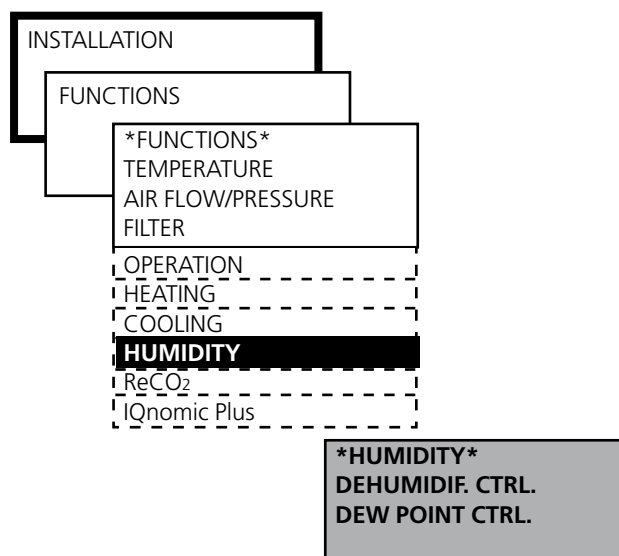 INSTALLATION
FUNCTIONS
*FUNCTIONS*
TEMPERATURE
AIR FLOW/PRESSURE
FILTER
OPERATION
HEATING
COOLING
HUMIDITY
ReCO₂
IQnomic Plus
*HUMIDITY*
DEHUMIDIF. CTRL.
DEW POINT CTRL.